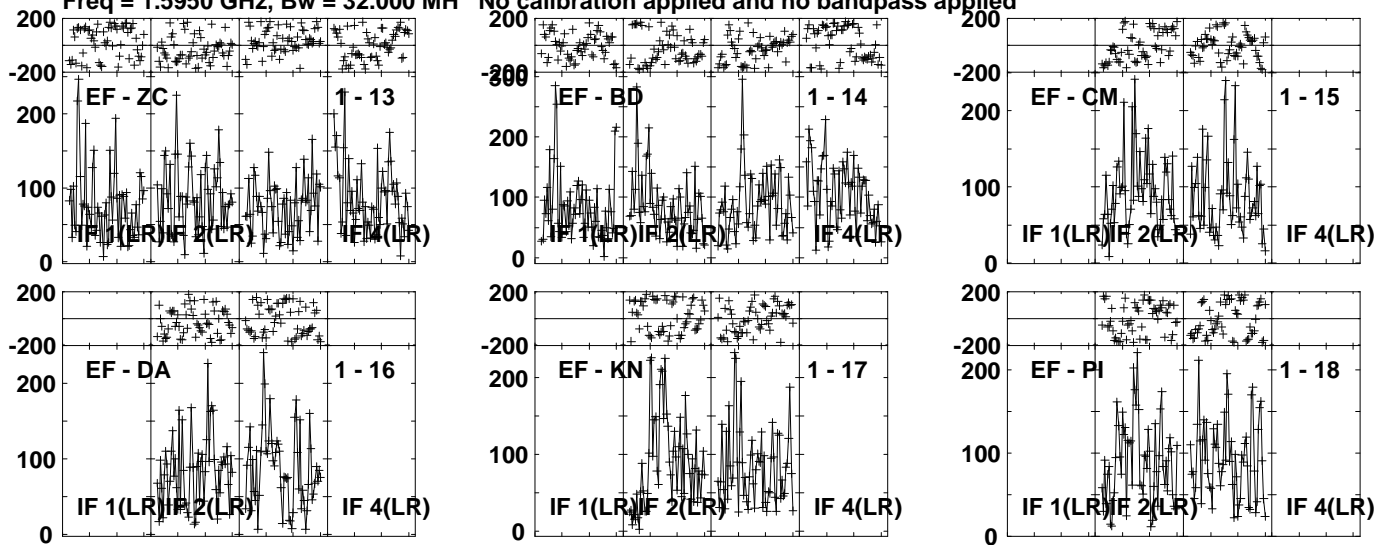 Freq = 1.5950 GHz, Bw = 32.000 MH No calibration applied and no bandpass applied
200
-200
200
100
0
EF - ZC
1 - 13
IF 1(LR)
IF 2(LR)
IF 4(LR)
200
-200
300
200
100
0
EF - BD
1 - 14
IF 1(LR)
IF 2(LR)
IF 4(LR)
200
-200
200
100
0
EF - CM
1 - 15
IF 1(LR)
IF 2(LR)
IF 4(LR)
200
-200
200
100
0
EF - DA
1 - 16
IF 1(LR)
IF 2(LR)
IF 4(LR)
200
-200
200
100
0
EF - KN
1 - 17
IF 1(LR)
IF 2(LR)
IF 4(LR)
200
-200
200
100
0
EF - PI
1 - 18
IF 1(LR)
IF 2(LR)
IF 4(LR)